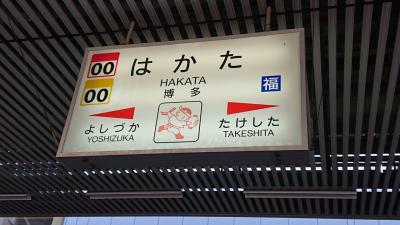 00 はかた
HAKATA
00 博多 福
よしづか たけした
YOSHIZUKA TAKESHITA